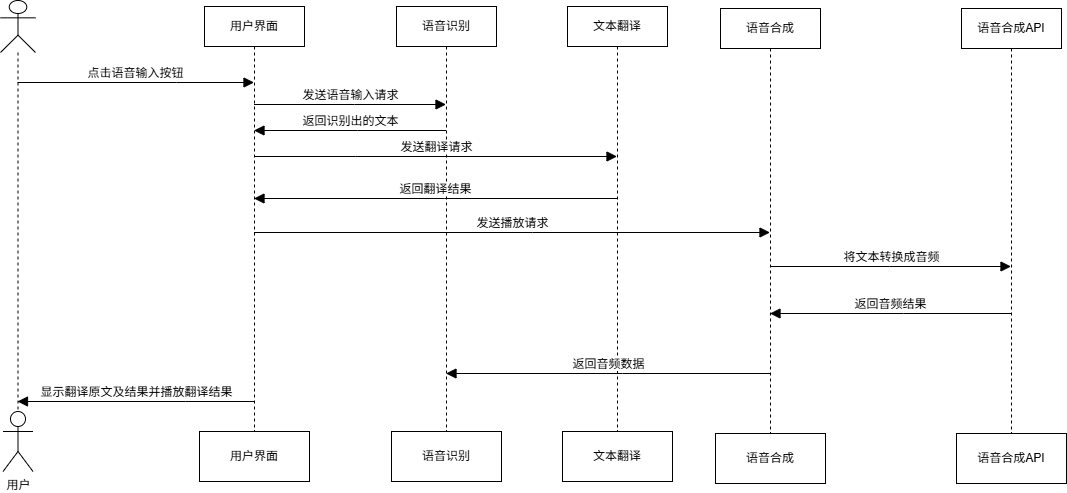 用户界面
语音识别
文本翻译
语音合成
语音合成API
点击语音输入按钮
发送语音输入请求
返回识别出的文本
发送翻译请求
返回翻译结果
发送播放请求
将文本转换成音频
返回音频结果
返回音频数据
显示翻译原文及结果并播放翻译结果
用户界面
语音识别
文本翻译
语音合成
语音合成API
用户